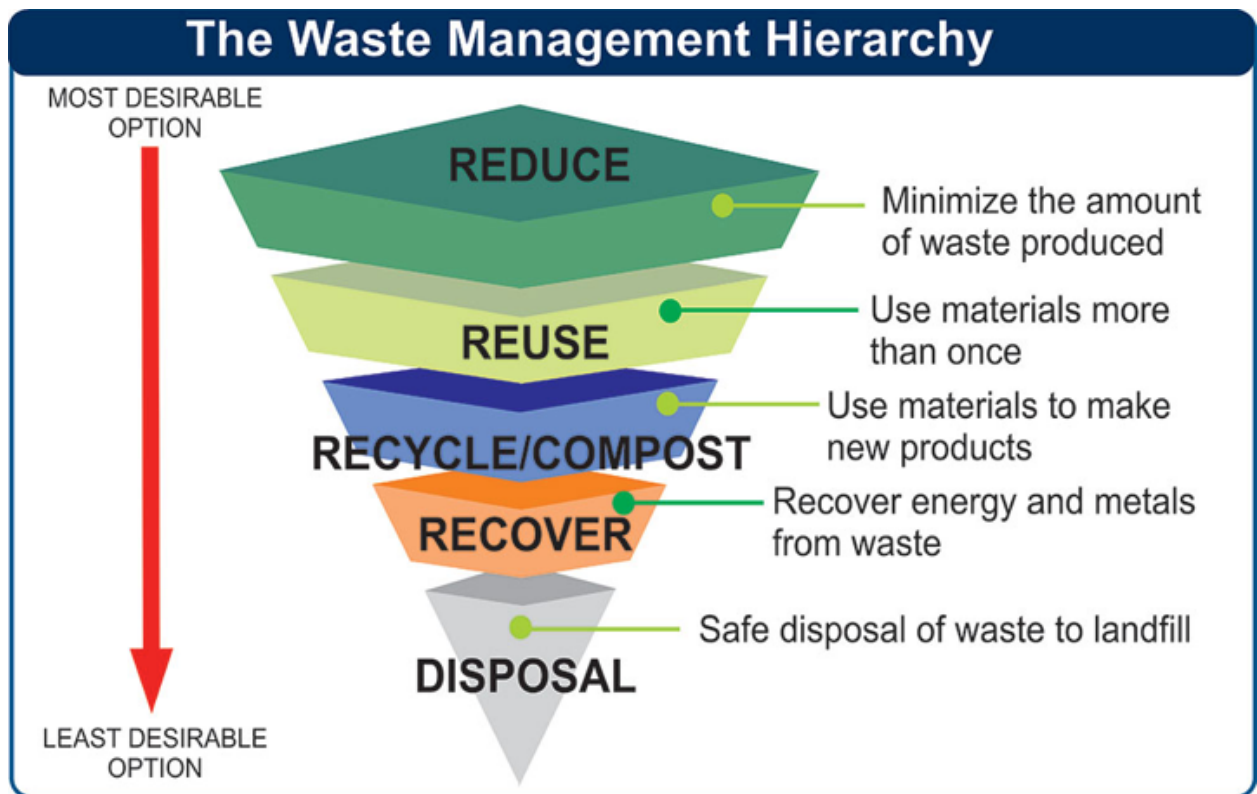 The Waste Management Hierarchy
MOST DESIRABLE
OPTION
REDUCE
Minimize the amount
of waste produced
REUSE
Use materials more
than once
RECYCLE/COMPOST
Use materials to make
new products
RECOVER
Recover energy and metals
from waste
DISPOSAL
Safe disposal of waste to landfill
LEAST DESIRABLE
OPTION